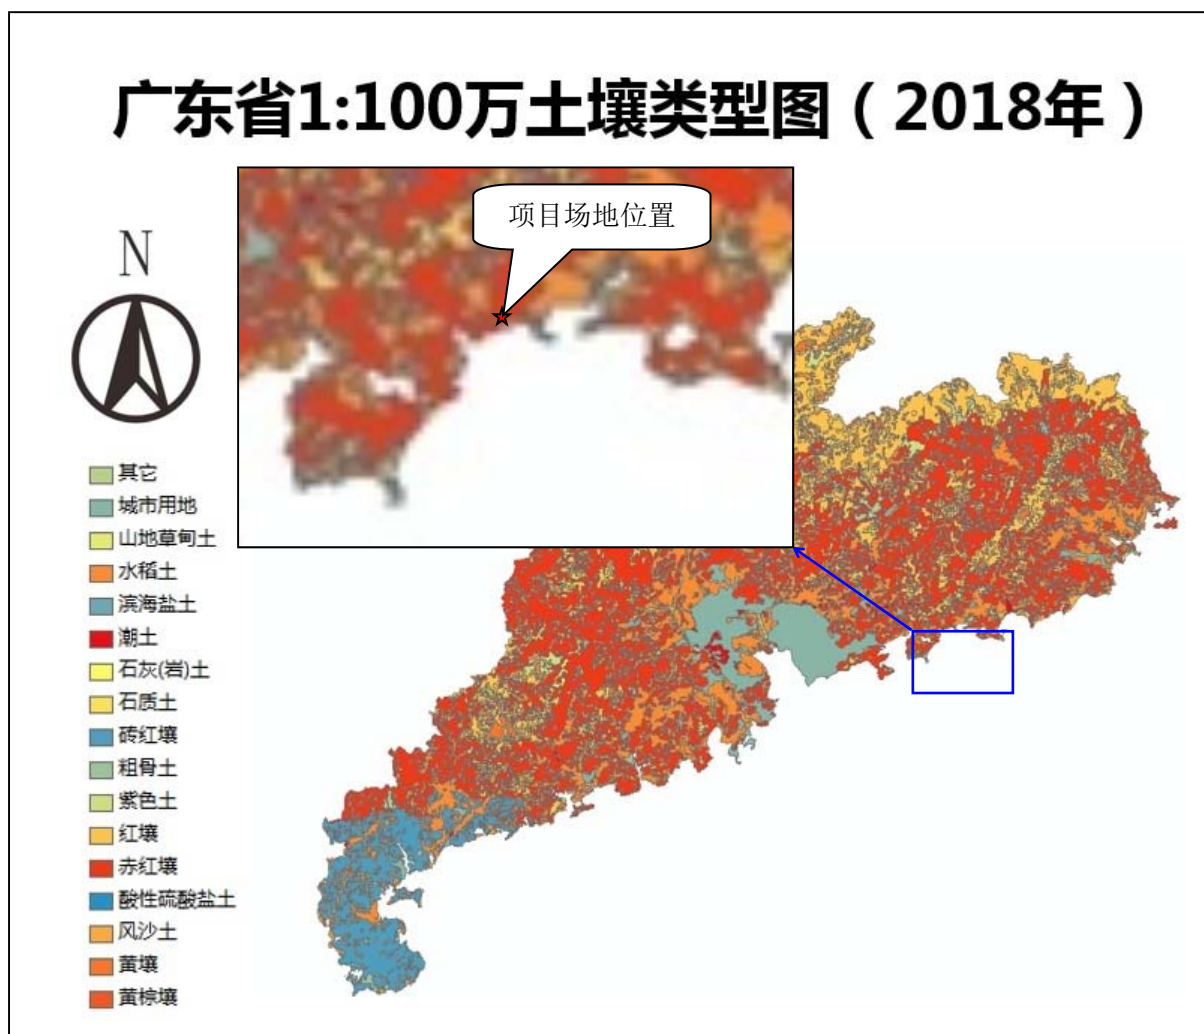 广东省1:100万土壤类型图（2018年）
项目场地位置
N
其它
城市用地
山地草甸土
水稻土
滨海盐土
潮土
石灰(岩)土
石质土
砖红壤
粗骨土
紫色土
红壤
赤红壤
酸性硫酸盐土
风沙土
黄壤
黄棕壤